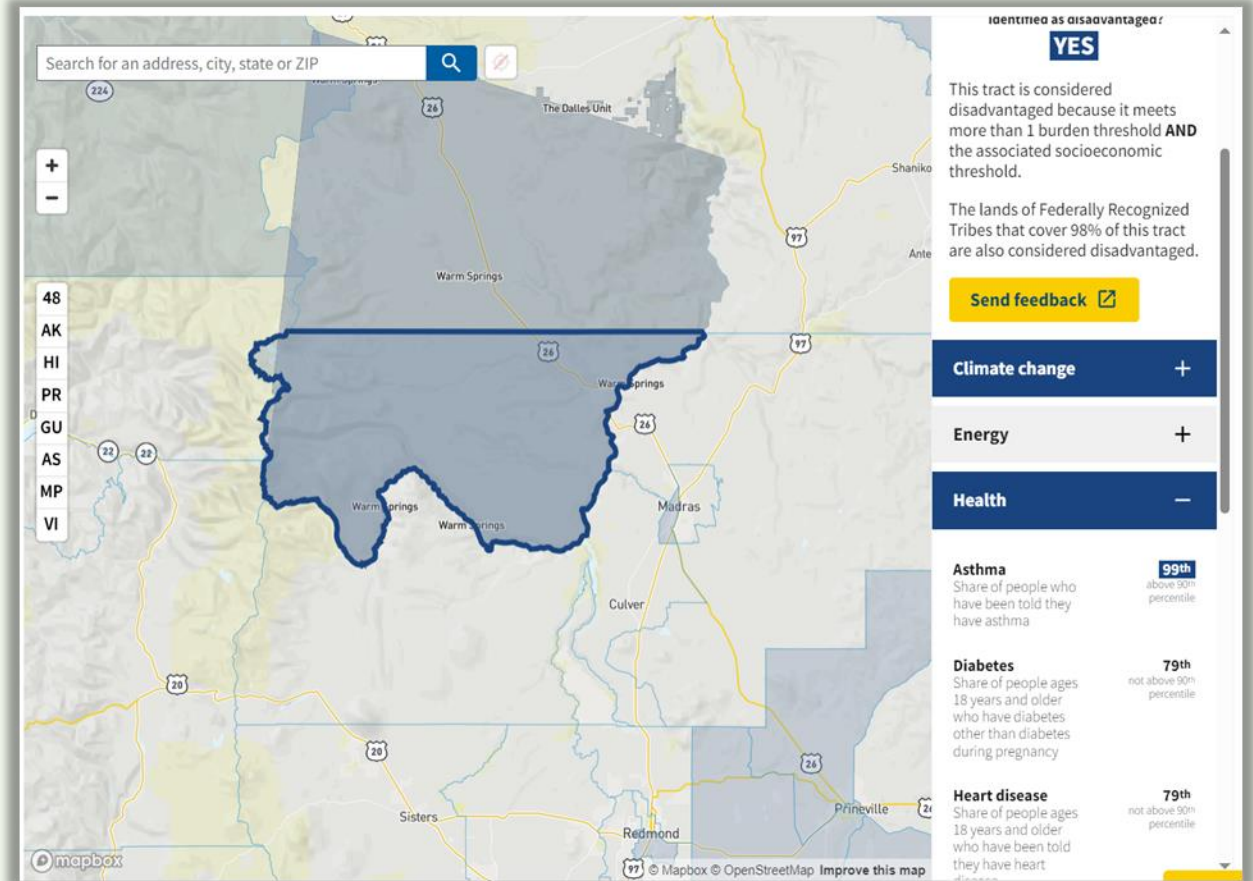 Search for an address, city, state or ZIP
Warm Springs
224
26
The Dalles Unit
+
−
Shaniko
97
Warm Springs
48
AK
HI
PR
GU
AS
MP
VI
26
97
Warm Springs
26
22
22
Warm Springs
Warm Springs
Madras
Culver
20
20
26
Sisters
Prineville
Redmond
mapbox
97
© Mapbox © OpenStreetMap Improve this map
identified as disadvantaged?
YES
This tract is considered
disadvantaged because it meets
more than 1 burden threshold AND
the associated socioeconomic
threshold.
The lands of Federally Recognized
Tribes that cover 98% of this tract
are also considered disadvantaged.
Send feedback
Climate change +
Energy +
Health −
Asthma 99th
Share of people who above 90th
have been told they percentile
have asthma
Diabetes 79th
Share of people ages not above 90th
18 years and older percentile
who have diabetes
other than diabetes
during pregnancy
Heart disease 79th
Share of people ages not above 90th
18 years and older percentile
who have been told
they have heart